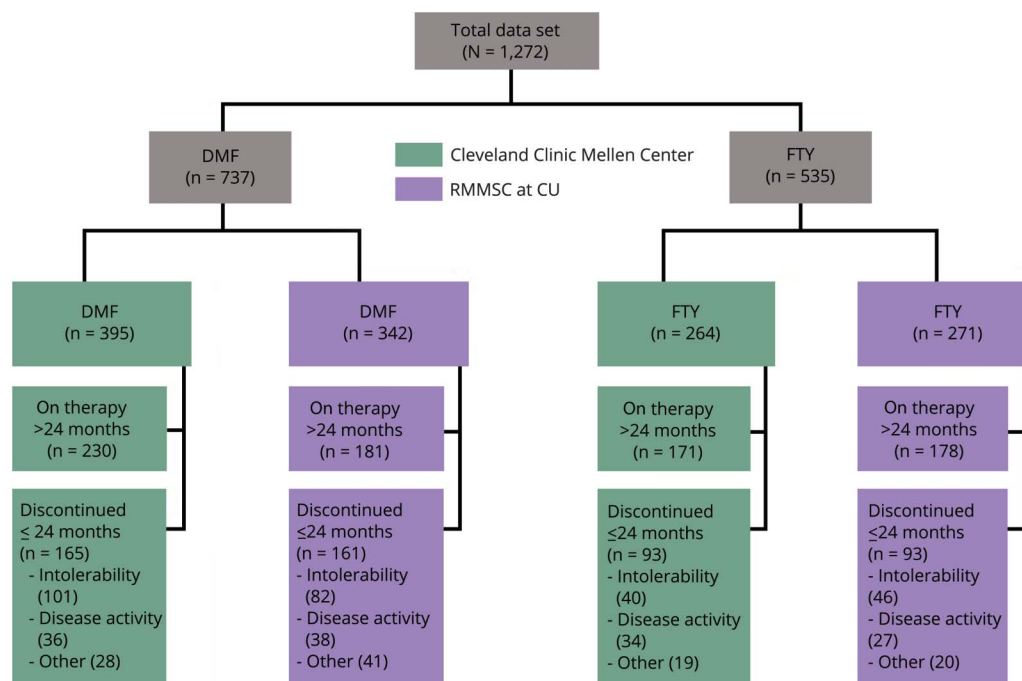 Total data set
(N = 1,272)
DMF
(n = 737)
Cleveland Clinic Mellen Center
RMMSC at CU
FTY
(n = 535)
DMF
(n = 395)
DMF
(n = 342)
FTY
(n = 264)
FTY
(n = 271)
On therapy
>24 months
(n = 230)
On therapy
>24 months
(n = 181)
On therapy
>24 months
(n = 171)
On therapy
>24 months
(n = 178)
Discontinued
≤ 24 months
(n = 165)
- Intolerability
(101)
- Disease activity
(36)
- Other (28)
Discontinued
≤24 months
(n = 161)
- Intolerability
(82)
- Disease activity
(38)
- Other (41)
Discontinued
≤24 months
(n = 93)
- Intolerability
(40)
- Disease activity
(34)
- Other (19)
Discontinued
≤24 months
(n = 93)
- Intolerability
(46)
- Disease activity
(27)
- Other (20)